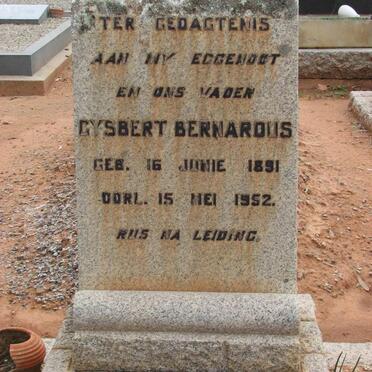 TER GEDAGTENIS
AAN MY EGGENOOT
EN ONS VADER
GYSBERT BERNARDUS
GEB. 16 JUNIE 1891
OORL. 15 MEI 1952.
RUS NA LEIDING.